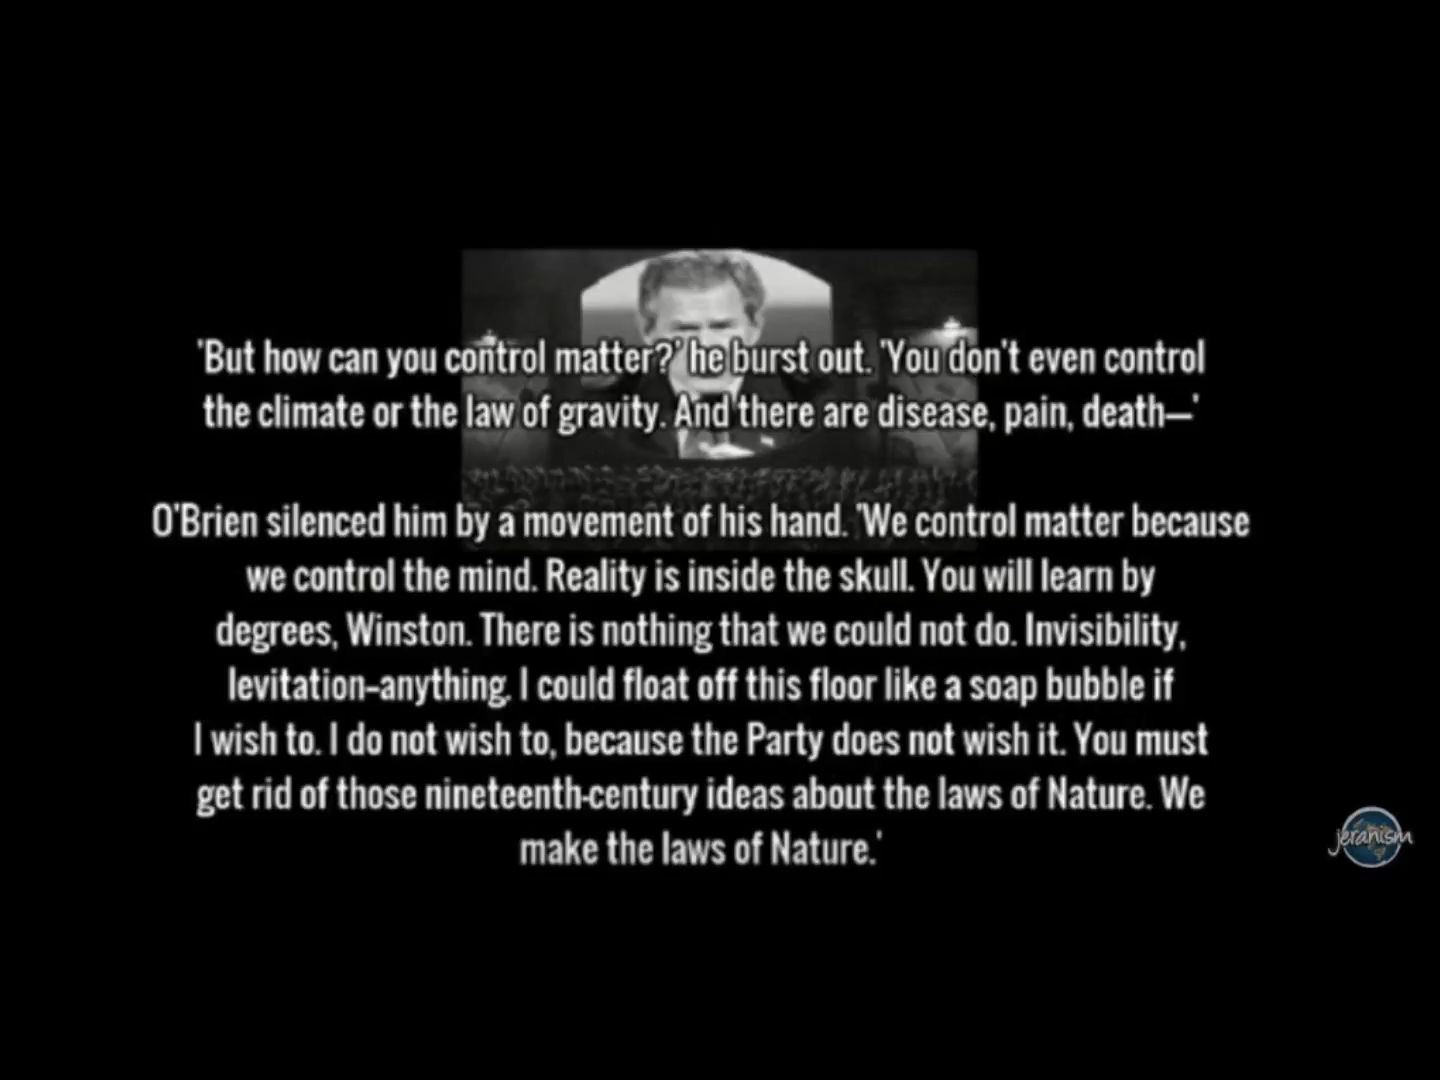 'But how can you control matter?' he burst out. 'You don't even control
the climate or the law of gravity. And there are disease, pain, death—'
O'Brien silenced him by a movement of his hand. 'We control matter because
we control the mind. Reality is inside the skull. You will learn by
degrees, Winston. There is nothing that we could not do. Invisibility,
levitation-anything. I could float off this floor like a soap bubble if
I wish to. I do not wish to, because the Party does not wish it. You must
get rid of those nineteenth-century ideas about the laws of Nature. We
make the laws of Nature.'
jeranism